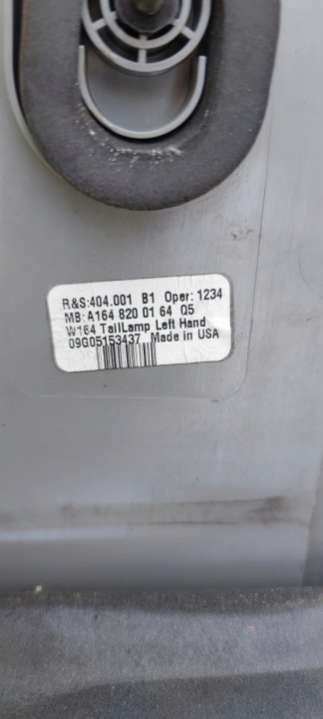 R&S:404.001 B1 Oper: 1234
MB: A164 820 01 64 Q5
W164 TailLamp Left Hand
09G05153437 Made in USA